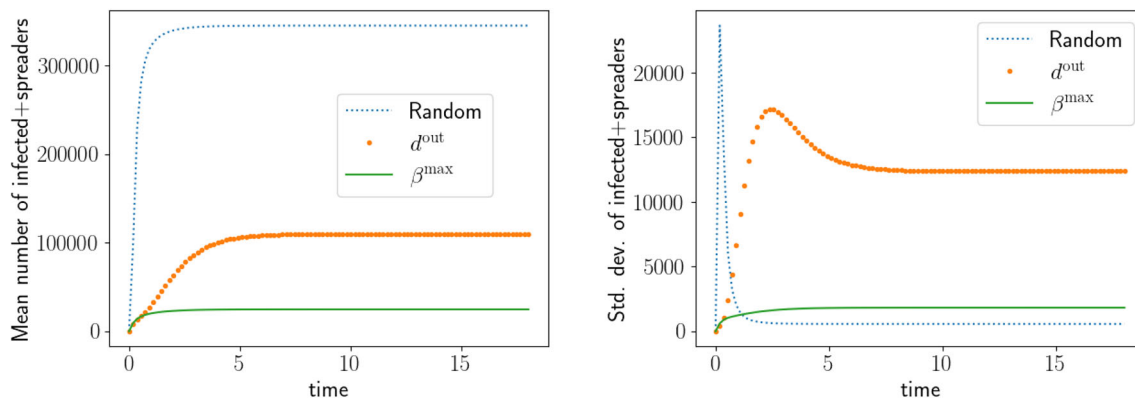 Mean number of infected+spreaders
300000
200000
100000
0
Random
d^out
β^max
0
5
10
15
time
Std. dev. of infected+spreaders
20000
15000
10000
5000
0
Random
d^out
β^max
0
5
10
15
time